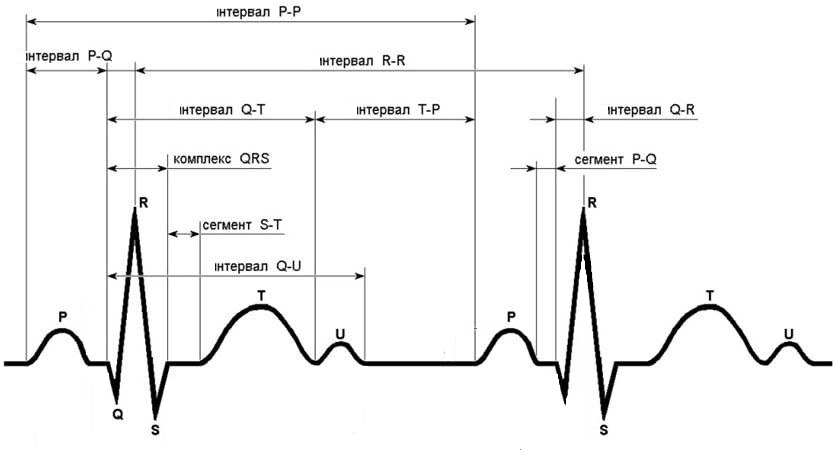 інтервал P-P
інтервал P-Q
інтервал R-R
інтервал Q-T
інтервал T-P
інтервал Q-R
комплекс QRS
сегмент P-Q
R
R
сегмент S-T
інтервал Q-U
P
T
U
P
T
U
Q
S
S